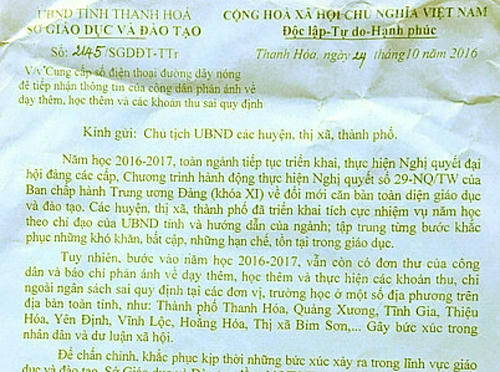 UBND TỈNH THANH HOÁ
SỞ GIÁO DỤC VÀ ĐÀO TẠO
CỘNG HOÀ XÃ HỘI CHỦ NGHĨA VIỆT NAM
Độc lập-Tự do-Hạnh phúc
Số: 2145/SGDĐT-TTr
Thanh Hóa, ngày 24 tháng 10 năm 2016
V/v Cung cấp số điện thoại đường dây nóng
để tiếp nhận thông tin của công dân phản ánh về
dạy thêm, học thêm và các khoản thu sai quy định
Kính gửi: Chủ tịch UBND các huyện, thị xã, thành phố.
Năm học 2016-2017, toàn ngành tiếp tục triển khai, thực hiện Nghị quyết đại
hội đảng các cấp, Chương trình hành động thực hiện Nghị quyết số 29-NQ/TW của
Ban chấp hành Trung ương Đảng (khóa XI) về đổi mới căn bản toàn diện giáo dục
và đào tạo. Các huyện, thị xã, thành phố đã triển khai tích cực nhiệm vụ năm học
theo chỉ đạo của UBND tỉnh và hướng dẫn của ngành; tập trung từng bước khắc
phục những khó khăn, bất cập, những hạn chế, tồn tại trong giáo dục.
Tuy nhiên, bước vào năm học 2016-2017, vẫn còn có đơn thư của công
dân và báo chí phản ánh về dạy thêm, học thêm và thực hiện các khoản thu, chi
ngoài ngân sách sai quy định tại các đơn vị, trường học ở một số địa phương trên
địa bàn toàn tỉnh, như: Thành phố Thanh Hóa, Quảng Xương, Tĩnh Gia, Thiệu
Hóa, Yên Định, Vĩnh Lộc, Hoằng Hóa, Thị xã Bỉm Sơn,... Gây bức xúc trong
nhân dân và dư luận xã hội.
Để chấn chỉnh, khắc phục kịp thời những bức xúc xảy ra trong lĩnh vực giáo
dục và đào tạo, Sở Giáo dục và